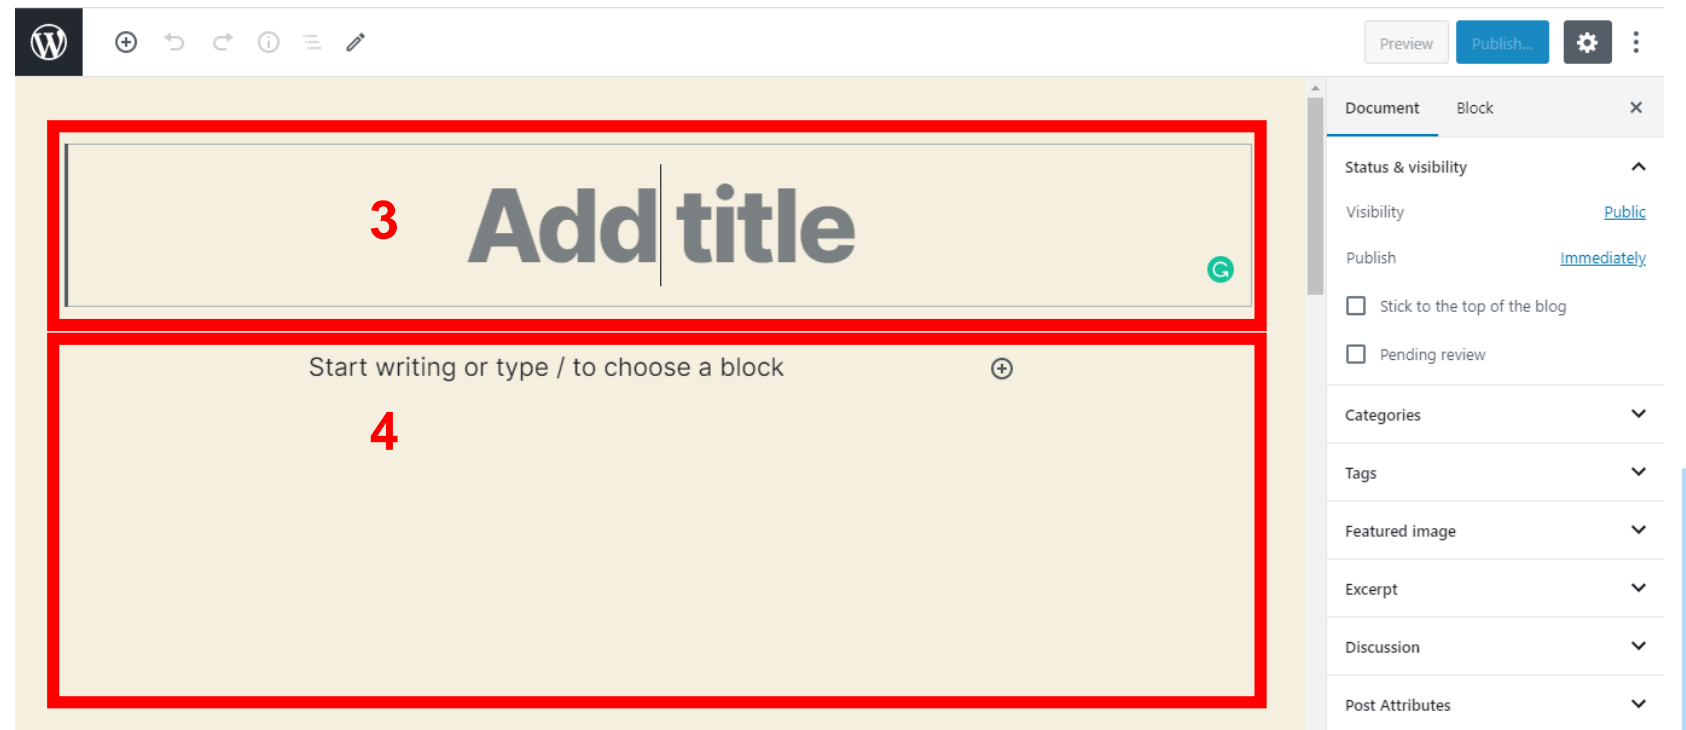 Preview
Publish...
Document
Block
Status & visibility
Visibility
Public
Publish
Immediately
Stick to the top of the blog
Pending review
Categories
Tags
Featured image
Excerpt
Discussion
Post Attributes
3
Add title
Start writing or type / to choose a block
4